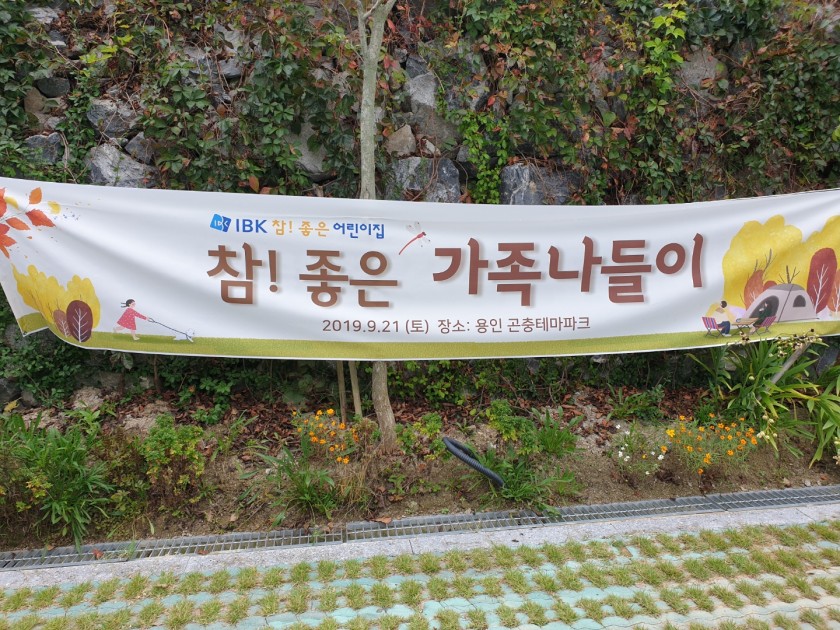 IBK IBK 참! 좋은 어린이집
참! 좋은 가족나들이
2019.9.21 (토) 장소: 용인 곤충테마파크